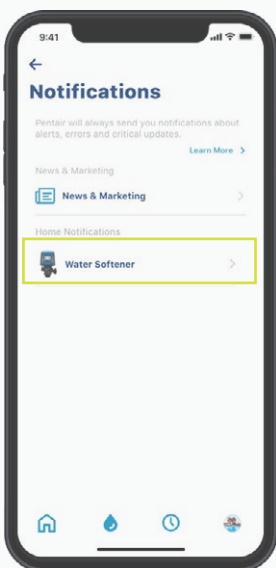 9:41
Notifications
Pentair will always send you notifications about
alerts, errors and critical updates.
Learn More >
News & Marketing
News & Marketing
Home Notifications
Water Softener